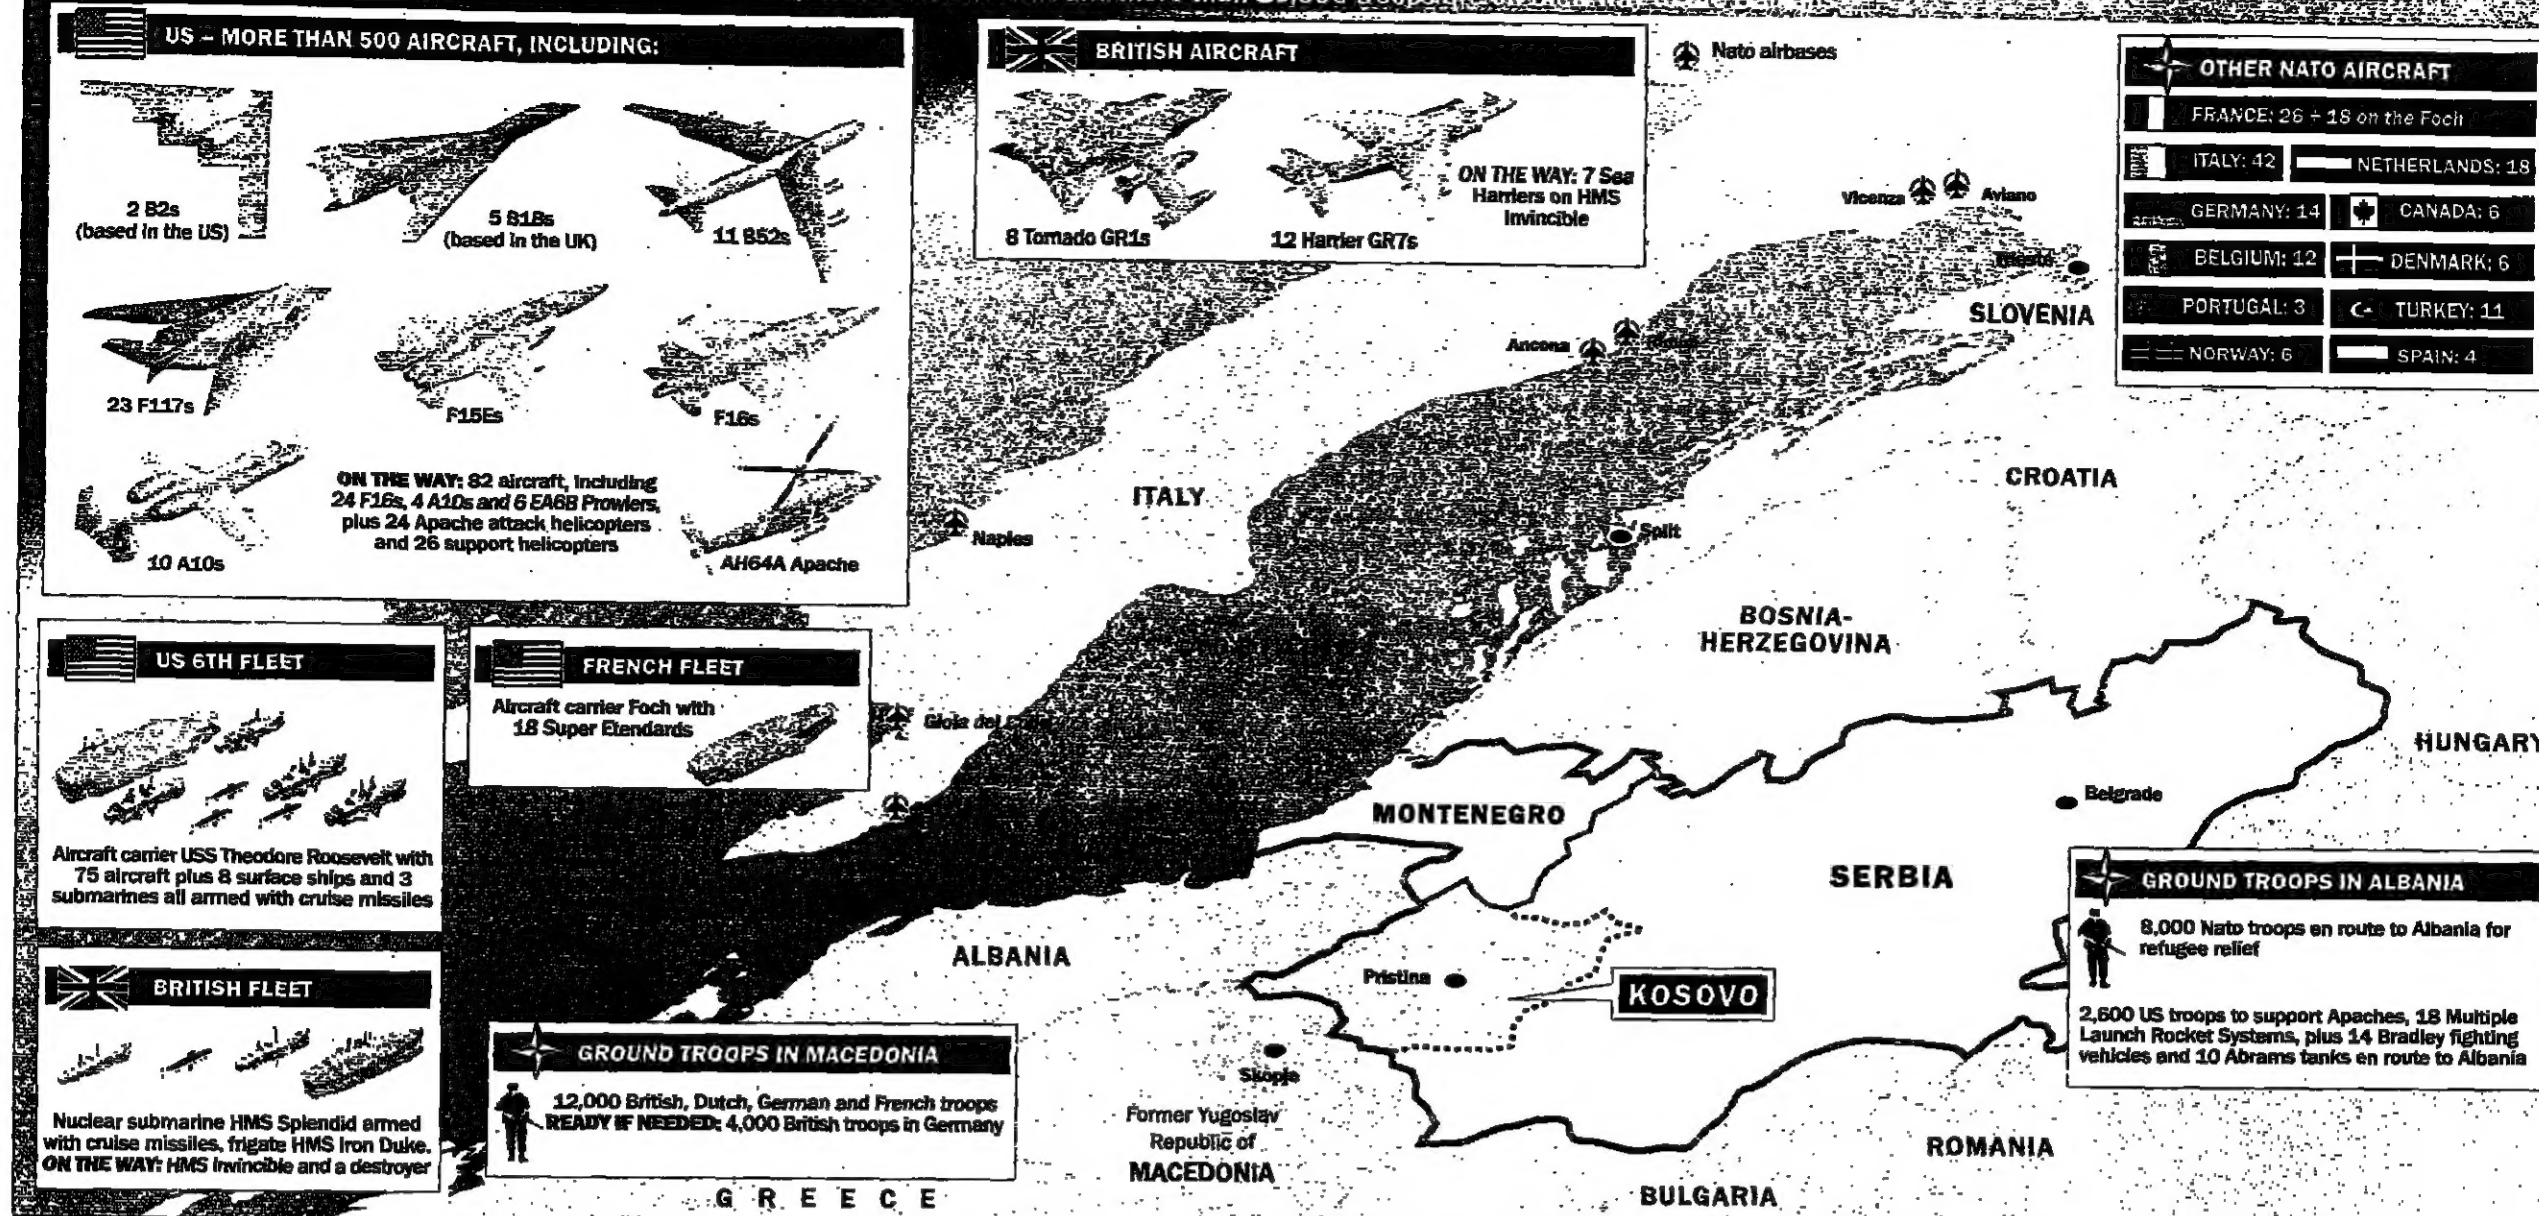 US – MORE THAN 500 AIRCRAFT, INCLUDING:
2 B2s
(based in the US)
5 B1Bs
(based in the UK)
11 B52s
23 F117s
F15Es
F16s
10 A10s
ON THE WAY: 82 aircraft, including
24 F16s, 4 A10s and 6 EA6B Prowlers,
plus 24 Apache attack helicopters
and 26 support helicopters
AH64A Apache
BRITISH AIRCRAFT
8 Tornado GR1s
12 Harrier GR7s
ON THE WAY: 7 Sea
Harriers on HMS
Invincible
Nato airbases
OTHER NATO AIRCRAFT
FRANCE: 26 + 18 on the Foch
ITALY: 42
NETHERLANDS: 18
GERMANY: 14
CANADA: 6
BELGIUM: 12
DENMARK: 6
PORTUGAL: 3
TURKEY: 11
NORWAY: 6
SPAIN: 4
Vicenza
Aviano
Trieste
SLOVENIA
Ancona
CROATIA
ITALY
Naples
Split
BOSNIA-
HERZEGOVINA
US 6TH FLEET
Aircraft carrier USS Theodore Roosevelt with
75 aircraft plus 8 surface ships and 3
submarines all armed with cruise missiles
FRENCH FLEET
Aircraft carrier Foch with
18 Super Etendards
Gioia del
HUNGARY
Belgrade
MONTENEGRO
SERBIA
ALBANIA
Pristina
KOSOVO
GROUND TROOPS IN ALBANIA
8,000 Nato troops en route to Albania for
refugee relief
2,600 US troops to support Apaches, 18 Multiple
Launch Rocket Systems, plus 14 Bradley fighting
vehicles and 10 Abrams tanks en route to Albania
BRITISH FLEET
Nuclear submarine HMS Splendid armed
with cruise missiles, frigate HMS Iron Duke.
ON THE WAY: HMS Invincible and a destroyer
GROUND TROOPS IN MACEDONIA
12,000 British, Dutch, German and French troops
READY IF NEEDED: 4,000 British troops in Germany
Skopje
Former Yugoslav
Republic of
MACEDONIA
ROMANIA
GREECE
BULGARIA